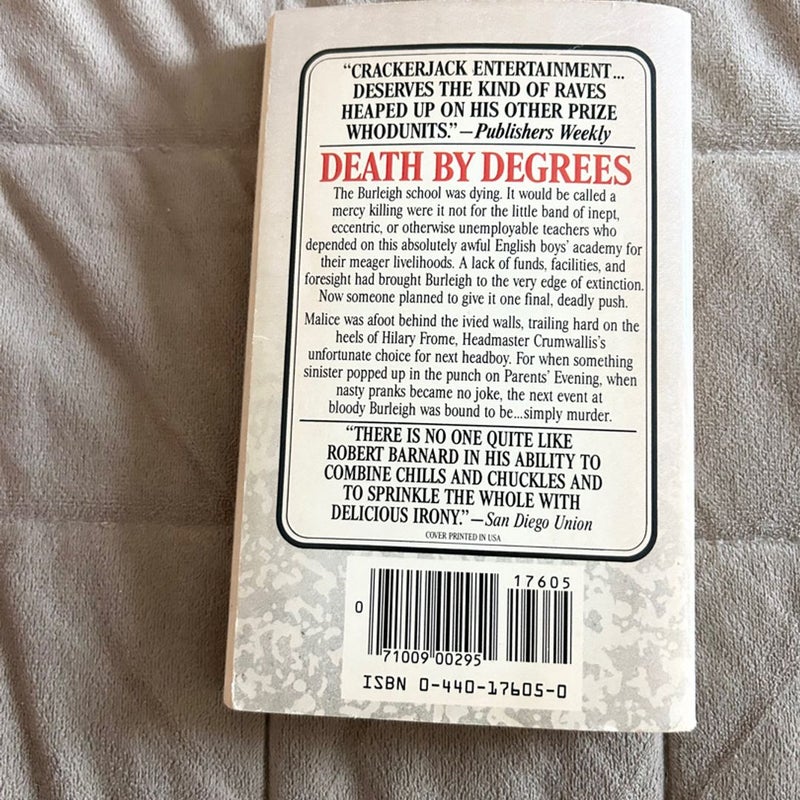 “CRACKERJACK ENTERTAINMENT...
DESERVES THE KIND OF RAVES
HEAPED UP ON HIS OTHER PRIZE
WHODUNITS.”—Publishers Weekly
DEATH BY DEGREES
The Burleigh school was dying. It would be called a
mercy killing were it not for the little band of inept,
eccentric, or otherwise unemployable teachers who
depended on this absolutely awful English boys’ academy for
their meager livelihoods. A lack of funds, facilities, and
foresight had brought Burleigh to the very edge of extinction.
Now someone planned to give it one final, deadly push.
Malice was afoot behind the ivied walls, trailing hard on the
heels of Hilary Frome, Headmaster Crumwallis’s
unfortunate choice for next headboy. For when something
sinister popped up in the punch on Parents’ Evening, when
nasty pranks became no joke, the next event at
bloody Burleigh was bound to be...simply murder.
“THERE IS NO ONE QUITE LIKE
ROBERT BARNARD IN HIS ABILITY TO
COMBINE CHILLS AND CHUCKLES AND
TO SPRINKLE THE WHOLE WITH
DELICIOUS IRONY.”—San Diego Union
COVER PRINTED IN USA
17605
0
71009 00295
ISBN 0-440-17605-0